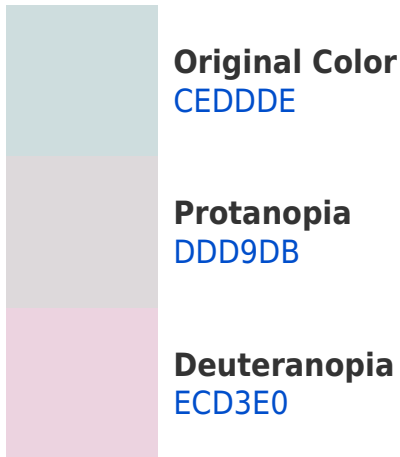 Original Color
CEDDDE
Protanopia
DDD9DB
Deuteranopia
ECD3E0